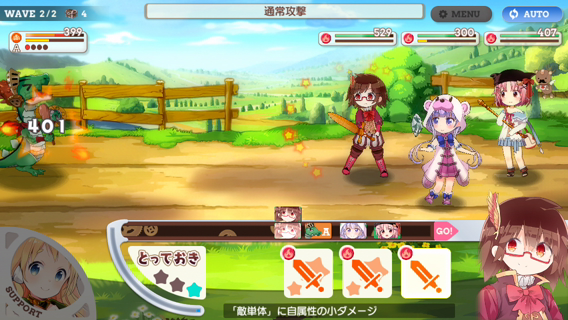 WAVE 2/2 4
通常攻撃
MENU
AUTO
399
A
529
300
407
401
A
GO!
とっておき
SUPPORT
「敵単体」に自属性の小ダメージ